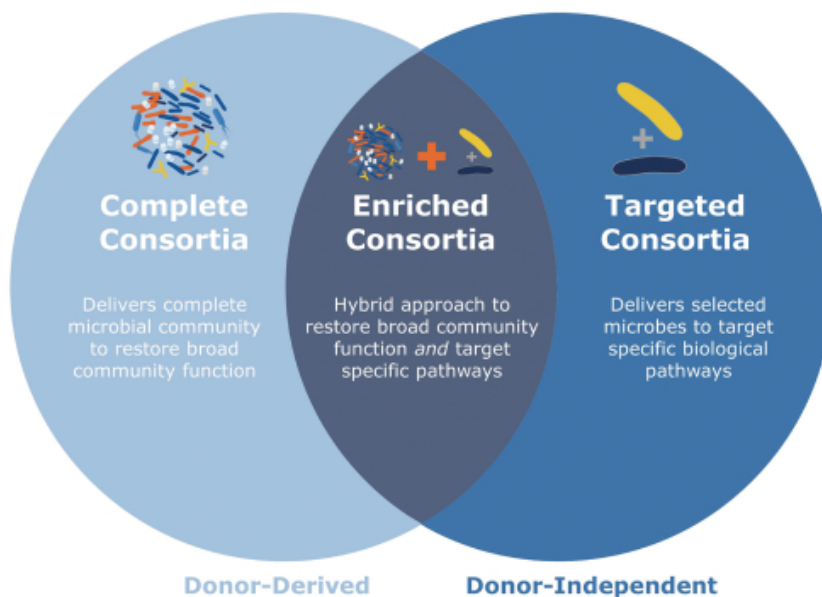 Complete
Consortia
Delivers complete
microbial community
to restore broad
community function
Enriched
Consortia
Hybrid approach to
restore broad community
function and target
specific pathways
Targeted
Consortia
Delivers selected
microbes to target
specific biological
pathways
Donor-Derived
Donor-Independent